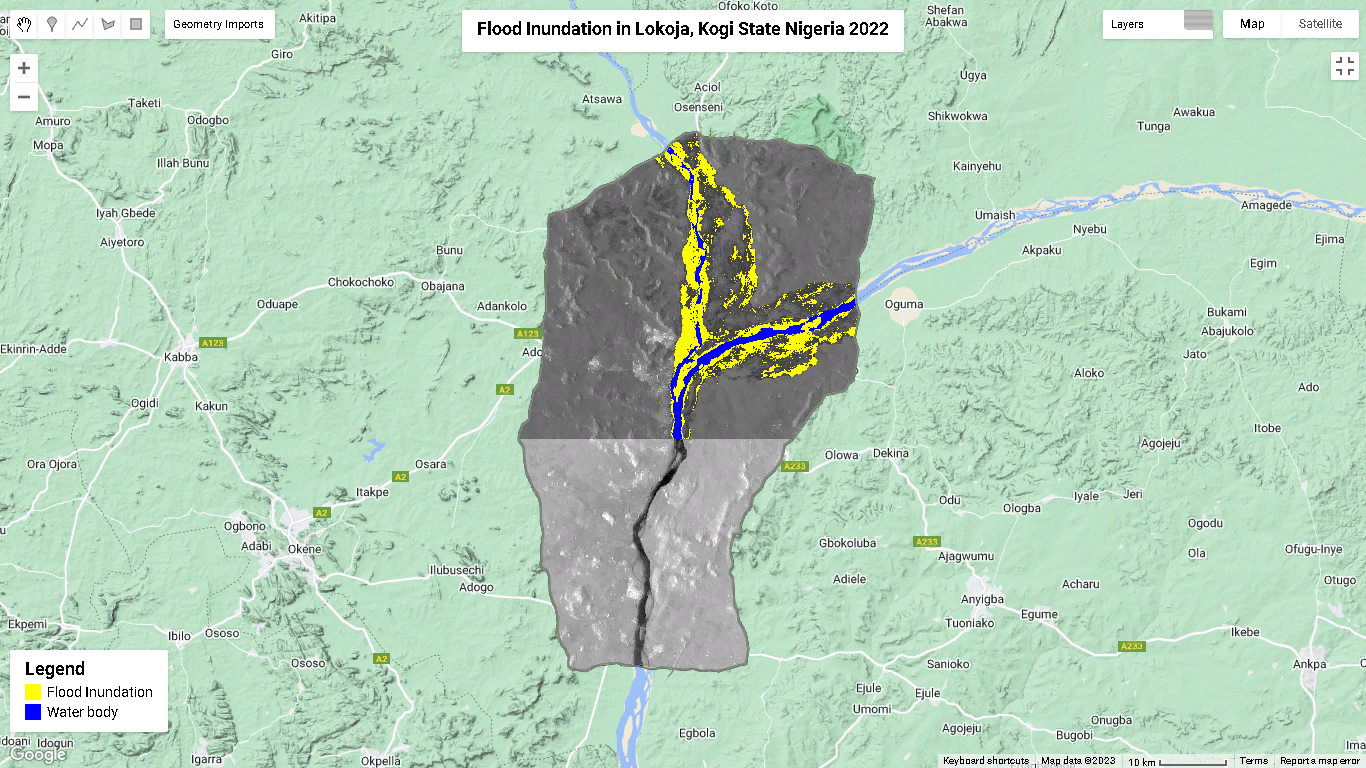 Geometry Imports
Flood Inundation in Lokoja, Kogi State Nigeria 2022
Layers
Map
Satellite
Ofoko Koto
Akitipa
Shefan
Abakwa
Giro
Ugya
Aciol
Atsawa
Osenseni
Taketi
Amuro
Odogbo
Shikwokwa
Awakua
Tunga
Mopa
Illah Bunu
Kainyehu
Iyah Gbede
Umaish
Amagede
Nyebu
Aiyetoro
Bunu
Akpaku
Ejima
Egim
Chokochoko
Obajana
Oduape
Adankolo
Oguma
Bukami
Abajukolo
A123
A123
Ekinrin-Adde
Kabba
Ado
Jato
Aloko
Ado
A2
Ogidi
Kakun
Itobe
Agojeju
Olowa
Dekina
Ora Ojora
Osara
A233
A2
Itakpe
Odu
Ologba
Iyale
Jeri
A2
Ogbono
Adabi
Okene
Ogodu
Gbokoluba
A233
Ajagwumu
Ola
Ofugu-Inye
Ilubusechi
Adogo
Adiele
Acharu
Otugo
Anyigba
Egume
Tuoniako
Ekpemi
Ibilo
Ososo
Ikebe
A233
A2
Ososo
Sanioko
Ankpa
Ejule
Ejule
Umomi
Agojeju
Onugba
Bugobi
Egbola
Idoani
Idogun
Igarra
Okpella
Ima
Legend
Flood Inundation
Water body
Google
Keyboard shortcuts
Map data ©2023
10 km
Terms
Report a map error